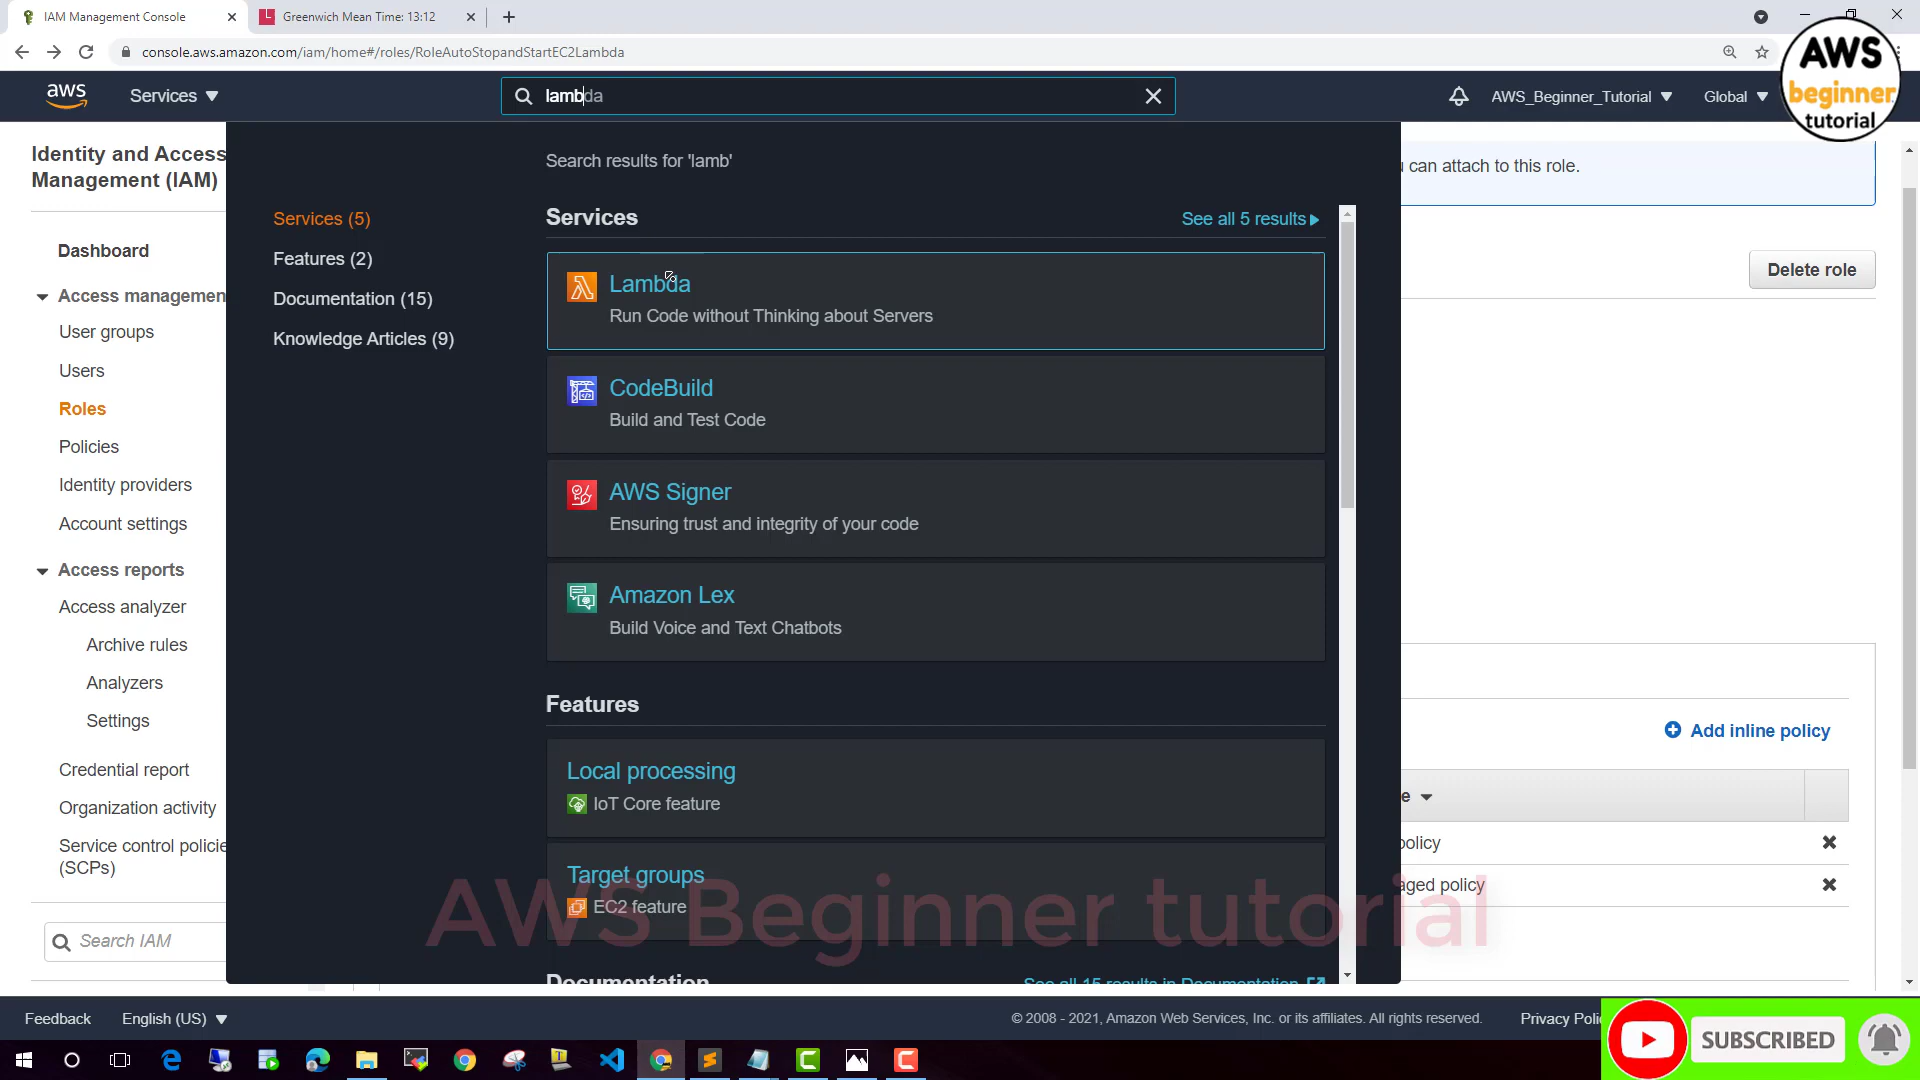 IAM Management Console
Greenwich Mean Time: 13:12
console.aws.amazon.com/iam/home#/roles/RoleAutoStopandStartEC2Lambda
AWS
beginner
tutorial
aws
Services
lambda
AWS_Beginner_Tutorial
Global
Identity and Access
Management (IAM)
Dashboard
Access managemen
User groups
Users
Roles
Policies
Identity providers
Account settings
Access reports
Access analyzer
Archive rules
Analyzers
Settings
Credential report
Organization activity
Service control policie
(SCPs)
Search IAM
Search results for 'lamb'
Services (5)
Features (2)
Documentation (15)
Knowledge Articles (9)
Services
See all 5 results
Lambda
Run Code without Thinking about Servers
CodeBuild
Build and Test Code
AWS Signer
Ensuring trust and integrity of your code
Amazon Lex
Build Voice and Text Chatbots
Features
Local processing
IoT Core feature
Target groups
EC2 feature
Documentation
See all 15 results in Documentation
can attach to this role.
Delete role
Add inline policy
e
policy
aged policy
AWS Beginner tutorial
Feedback
English (US)
© 2008 - 2021, Amazon Web Services, Inc. or its affiliates. All rights reserved.
Privacy Poli
SUBSCRIBED